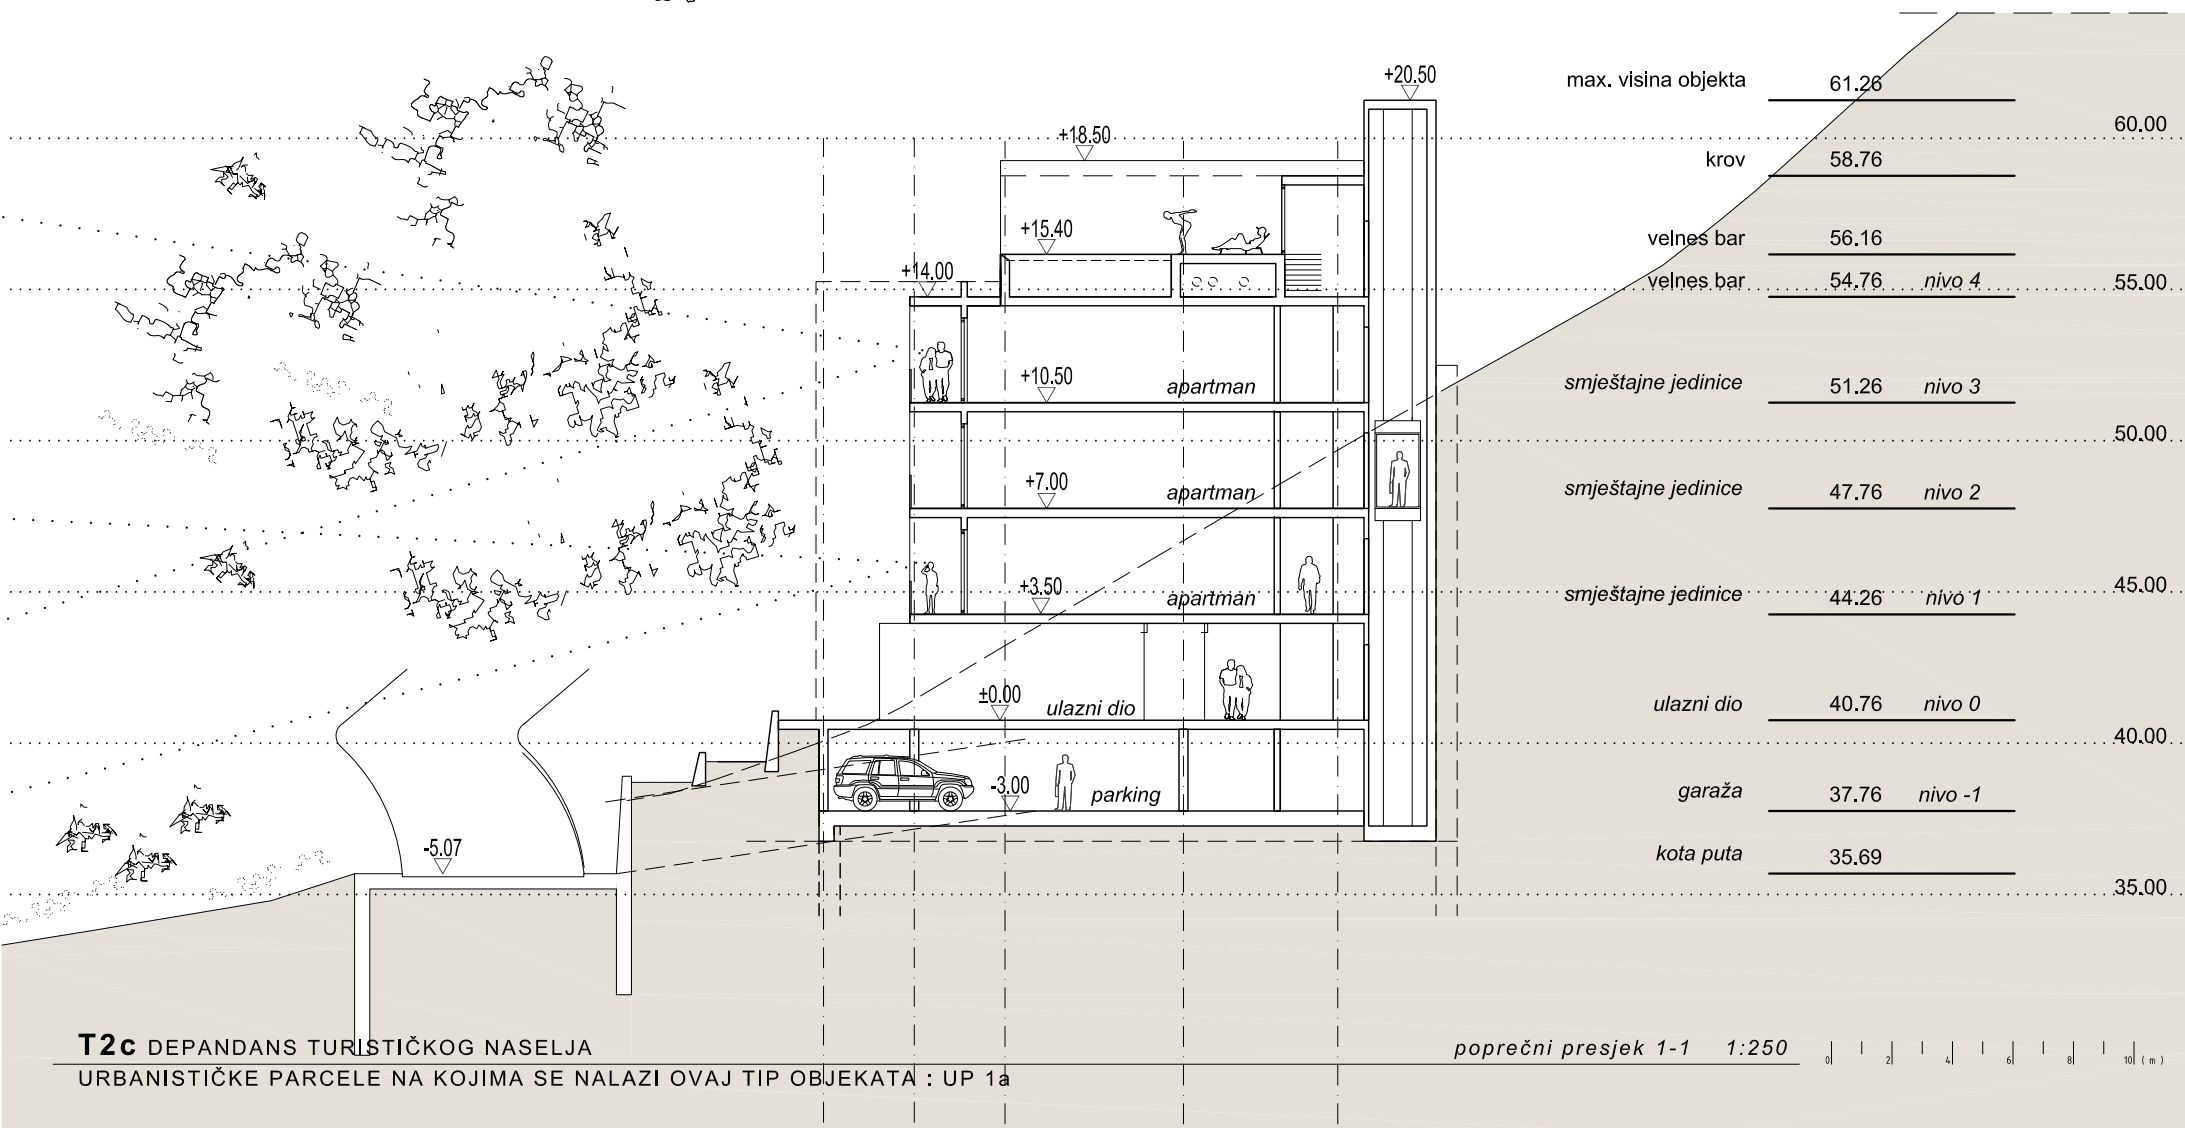 +20.50 max. visina objekta 61.26
60.00
+18.50
krov 58.76
+15.40 velnes bar 56.16
+14.00 velnes bar 54.76 nivo 4 55.00
+10.50 apartman smještajne jedinice 51.26 nivo 3
50.00
+7.00 apartman smještajne jedinice 47.76 nivo 2
+3.50 apartman smještajne jedinice 44.26 nivo 1 45.00
±0.00 ulazni dio ulazni dio 40.76 nivo 0
40.00
-3.00 parking garaža 37.76 nivo -1
-5.07 kota puta 35.69
35.00
T2c DEPANDANS TURISTIČKOG NASELJA poprečni presjek 1-1 1:250 0 2 4 6 8 10 ( m )
URBANISTIČKE PARCELE NA KOJIMA SE NALAZI OVAJ TIP OBJEKATA : UP 1a